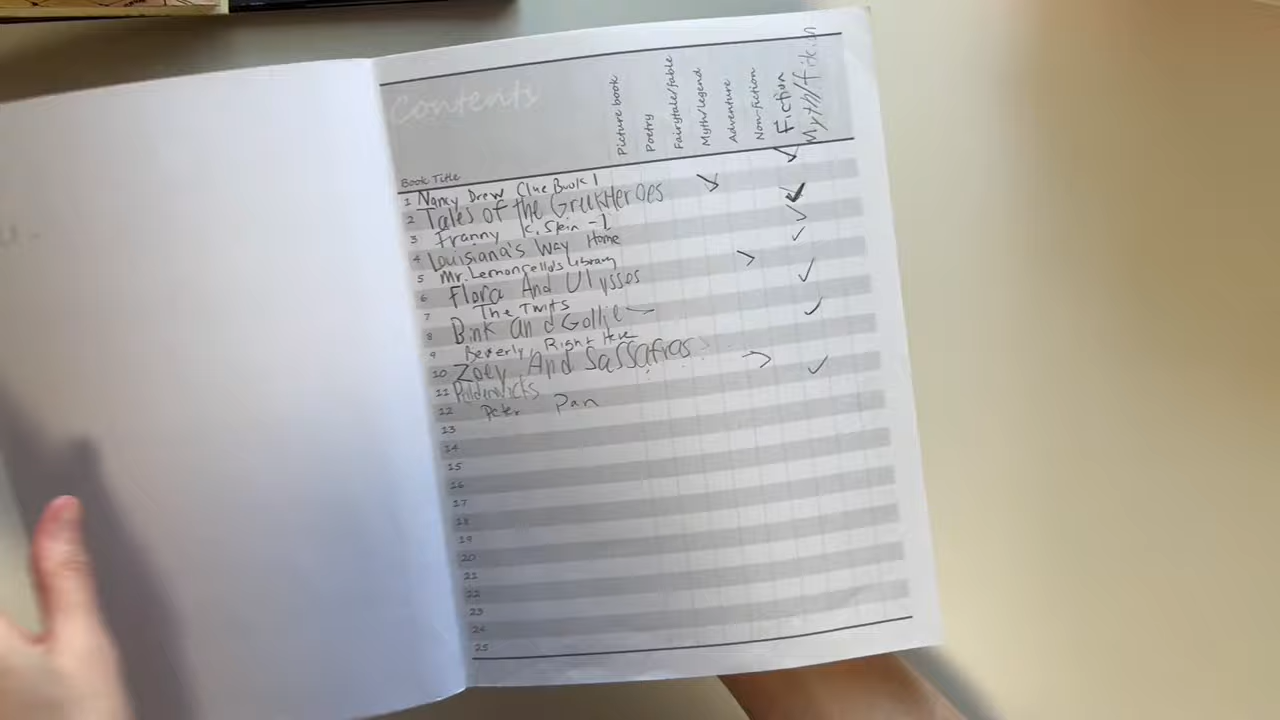 Contents
Picture book
Poetry
Fairytale/fable
Myth/legend
Adventure
Non-fiction
Fiction
Book Title
1 Nancy Drew Clue Book 1
2 Tales of the GreekHeroes
3 Franny K. Stein -1
4 Louisiana's Way Home
5 Mr. Lemoncello's Library
6 Flora And Ulysses
7 The Twits
8 Bink and Gollie
9 Beverly Right Here
10 Zoey And Sassafras
11
12 Peter Pan
13
14
15
16
17
18
19
20
21
22
23
24
25